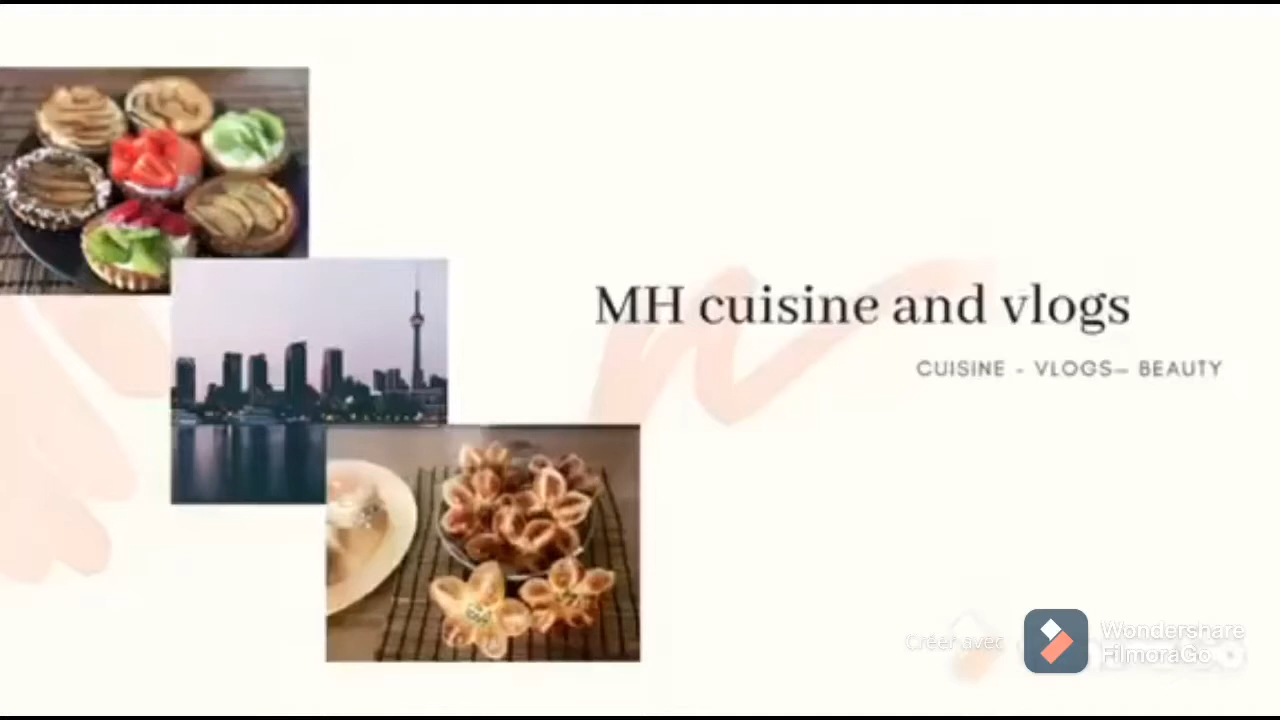 MH cuisine and vlogs
CUISINE - VLOGS– BEAUTY
Créer avec
Wondershare
FilmoraGo